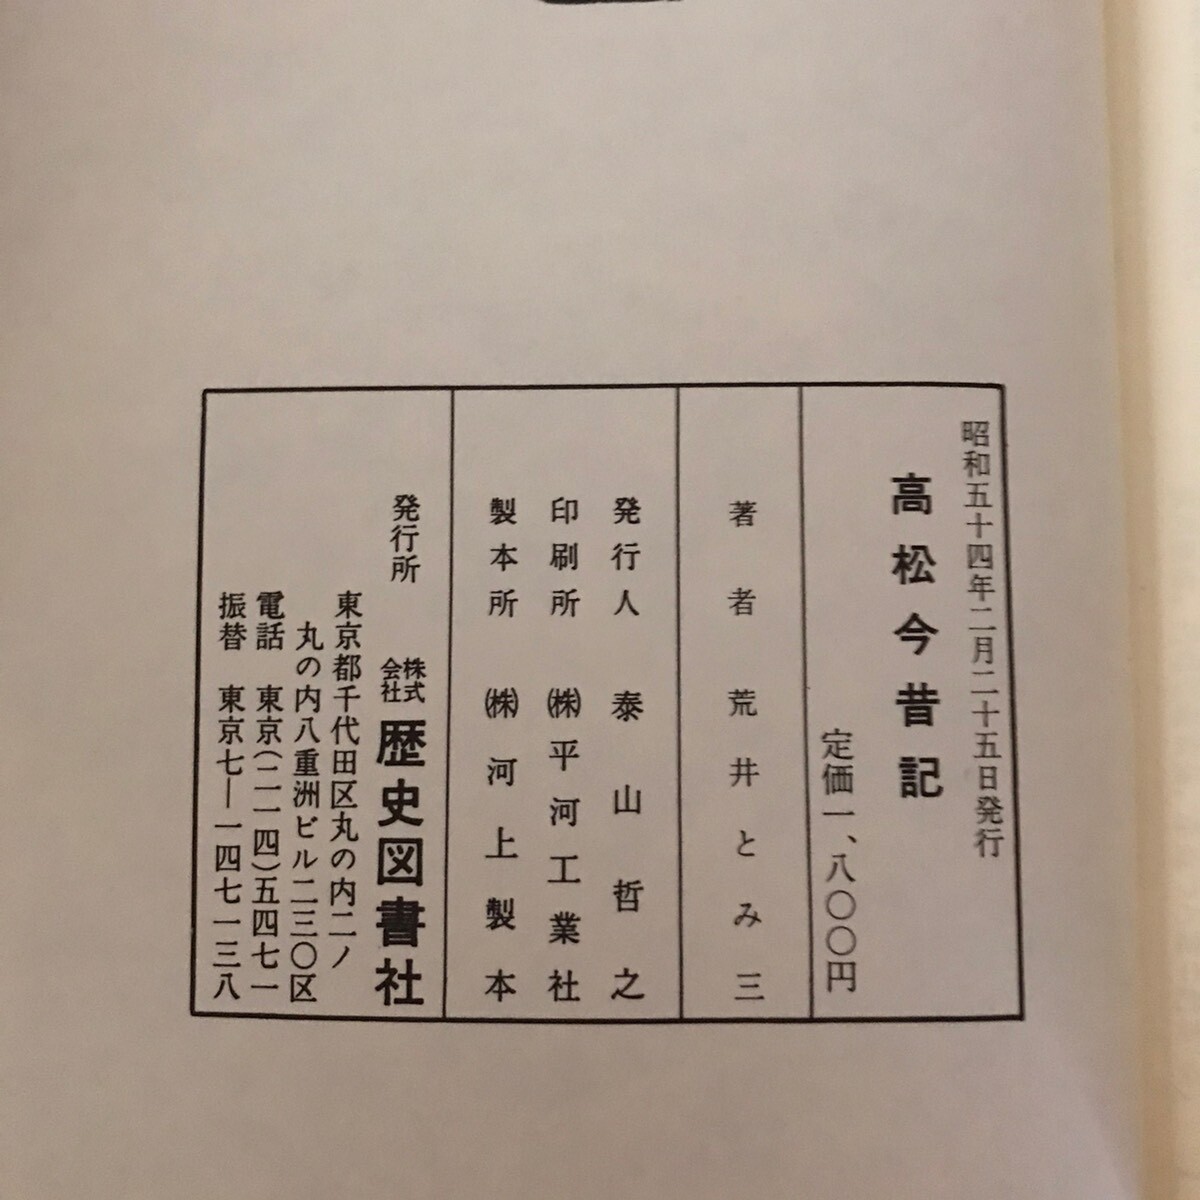 昭和五十四年二月二十五日発行
高松今昔記
定価一、八〇〇円
著者 荒井とみ三
発行人 泰山哲之
印刷所 ㈱平河工業社
製本所 ㈱河上製本
発行所 株式会社 歴史図書社
東京都千代田区丸の内二ノ
丸の内八重洲ビル二三〇区
電話 東京(二一四)五四七一
振替 東京七―一四七一三八